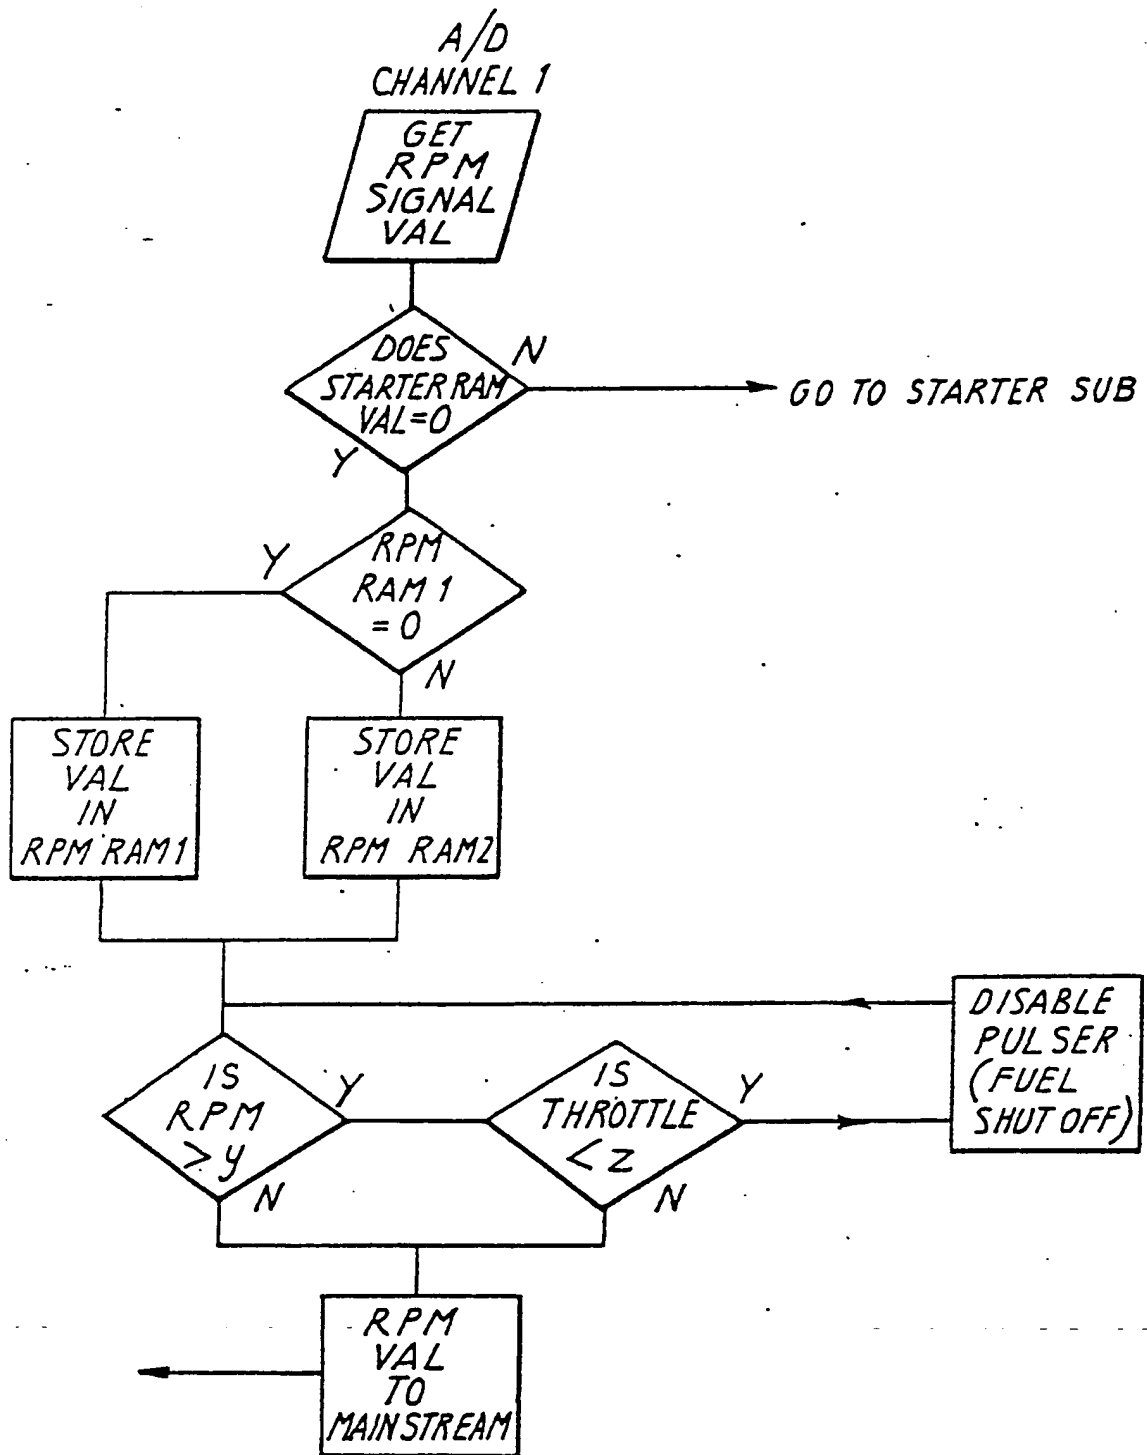 A/D
CHANNEL 1
GET
RPM
SIGNAL
VAL
DOES
STARTER RAM
VAL=0
N
GO TO STARTER SUB
Y
RPM
RAM 1
= 0
Y
N
STORE
VAL
IN
RPM RAM1
STORE
VAL
IN
RPM RAM2
IS
RPM
> y
Y
N
IS
THROTTLE
< z
Y
N
DISABLE
PULSER
(FUEL
SHUT OFF)
RPM
VAL
TO
MAINSTREAM